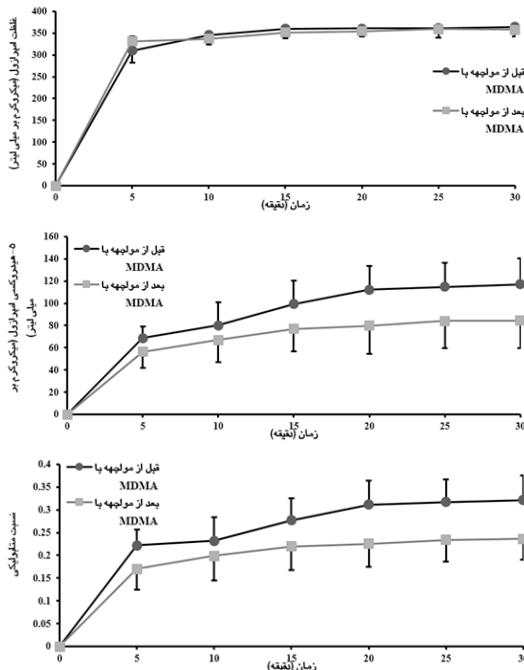 غلظت امپرازول (میکروگرم بر میلی لیتر)
400
350
300
250
200
150
100
50
0
قبل از مواجهه با
MDMA
بعد از مواجهه با
MDMA
0
5
10
15
20
25
30
زمان (دقیقه)
۵-هیدروکسی امپرازول (میکروگرم بر
میلی لیتر)
160
140
120
100
80
60
40
20
0
قبل از مواجهه با
MDMA
بعد از مواجهه با
MDMA
0
5
10
15
20
25
30
زمان (دقیقه)
نسبت متابولیکی
0.4
0.35
0.3
0.25
0.2
0.15
0.1
0.05
0
قبل از مواجهه با
MDMA
بعد از مواجهه با
MDMA
0
5
10
15
20
25
30
زمان (دقیقه)